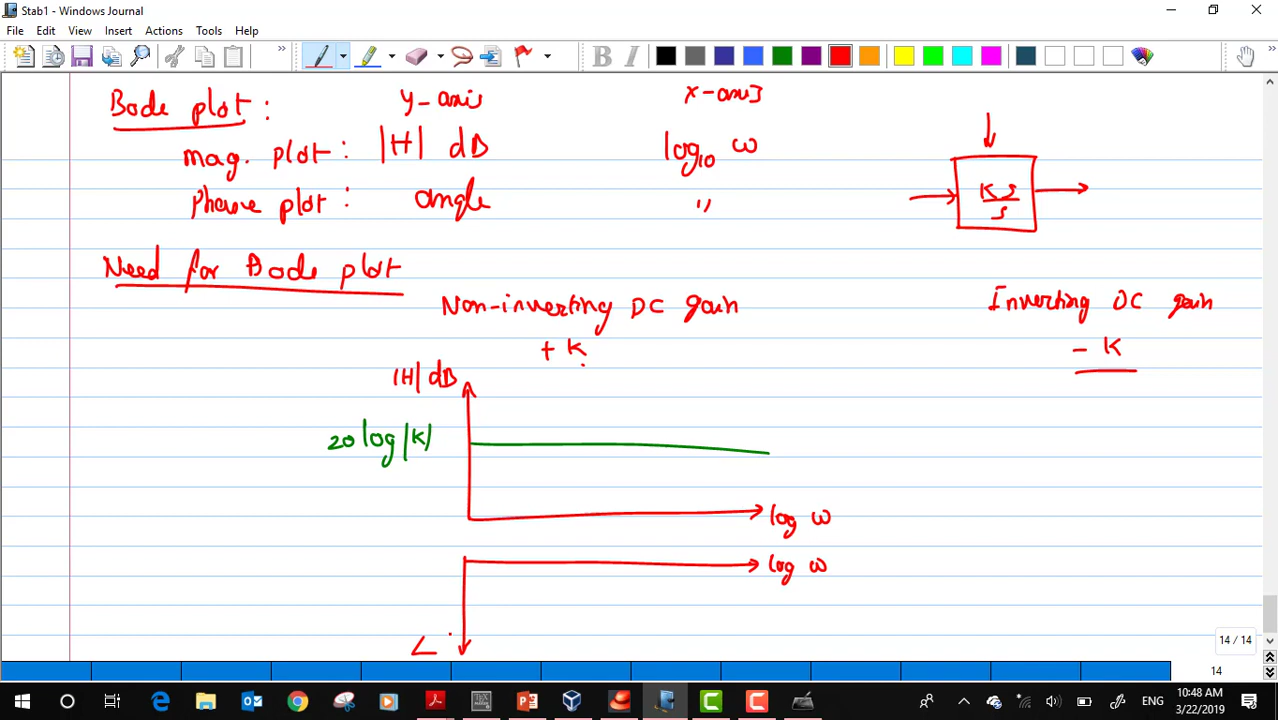 Stab1 - Windows Journal
File Edit View Insert Actions Tools Help
Bode plot : y-axis x-axis
mag. plot : |H| dB log10 ω
Phase plot : angle "
K s
s
Need for Bode plot
Non-inverting DC gain Inverting DC gain
+ K - K
|H| dB
20 log |K|
log ω
log ω
∠
14 / 14
14
ENG
10:48 AM
3/22/2019